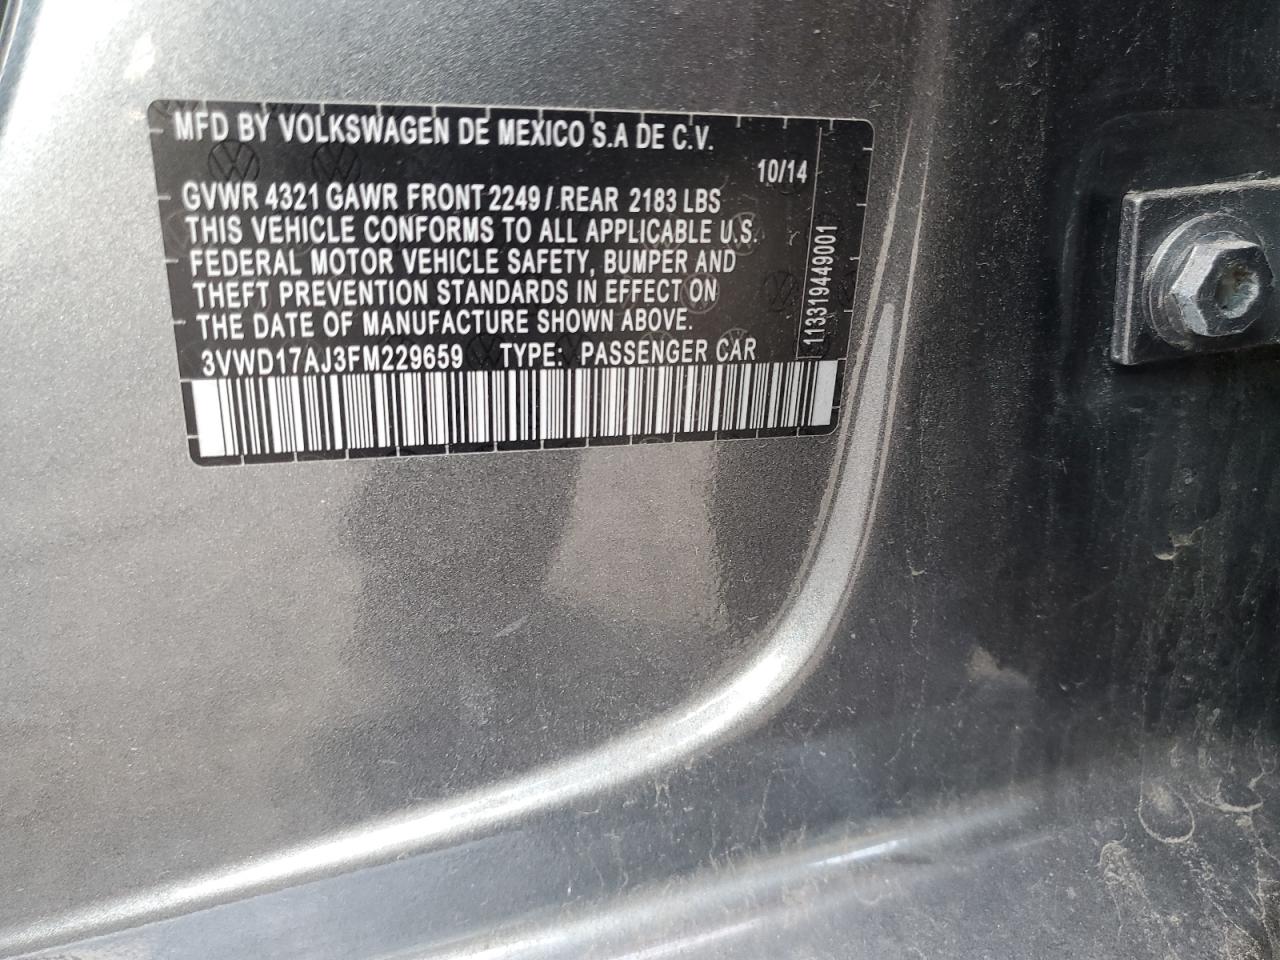 MFD BY VOLKSWAGEN DE MEXICO S.A DE C.V.
10/14
GVWR 4321 GAWR FRONT 2249 / REAR 2183 LBS
THIS VEHICLE CONFORMS TO ALL APPLICABLE U.S.
FEDERAL MOTOR VEHICLE SAFETY, BUMPER AND
THEFT PREVENTION STANDARDS IN EFFECT ON
THE DATE OF MANUFACTURE SHOWN ABOVE.
3VWD17AJ3FM229659 TYPE: PASSENGER CAR
113319449001